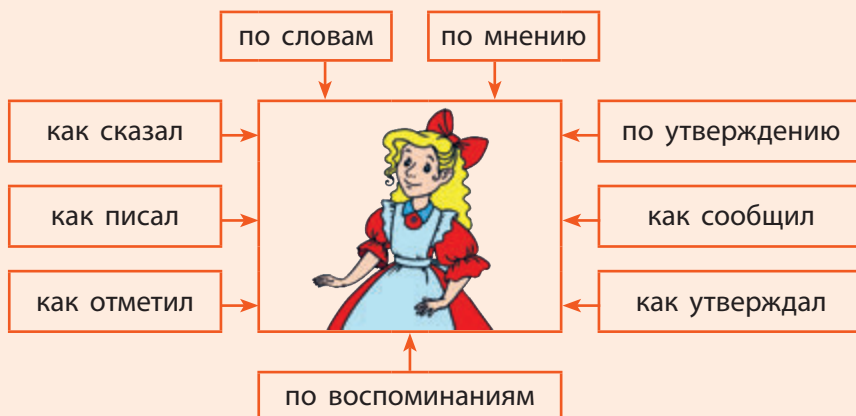 по словам
по мнению
как сказал
по утверждению
как писал
как сообщил
как отметил
как утверждал
по воспоминаниям